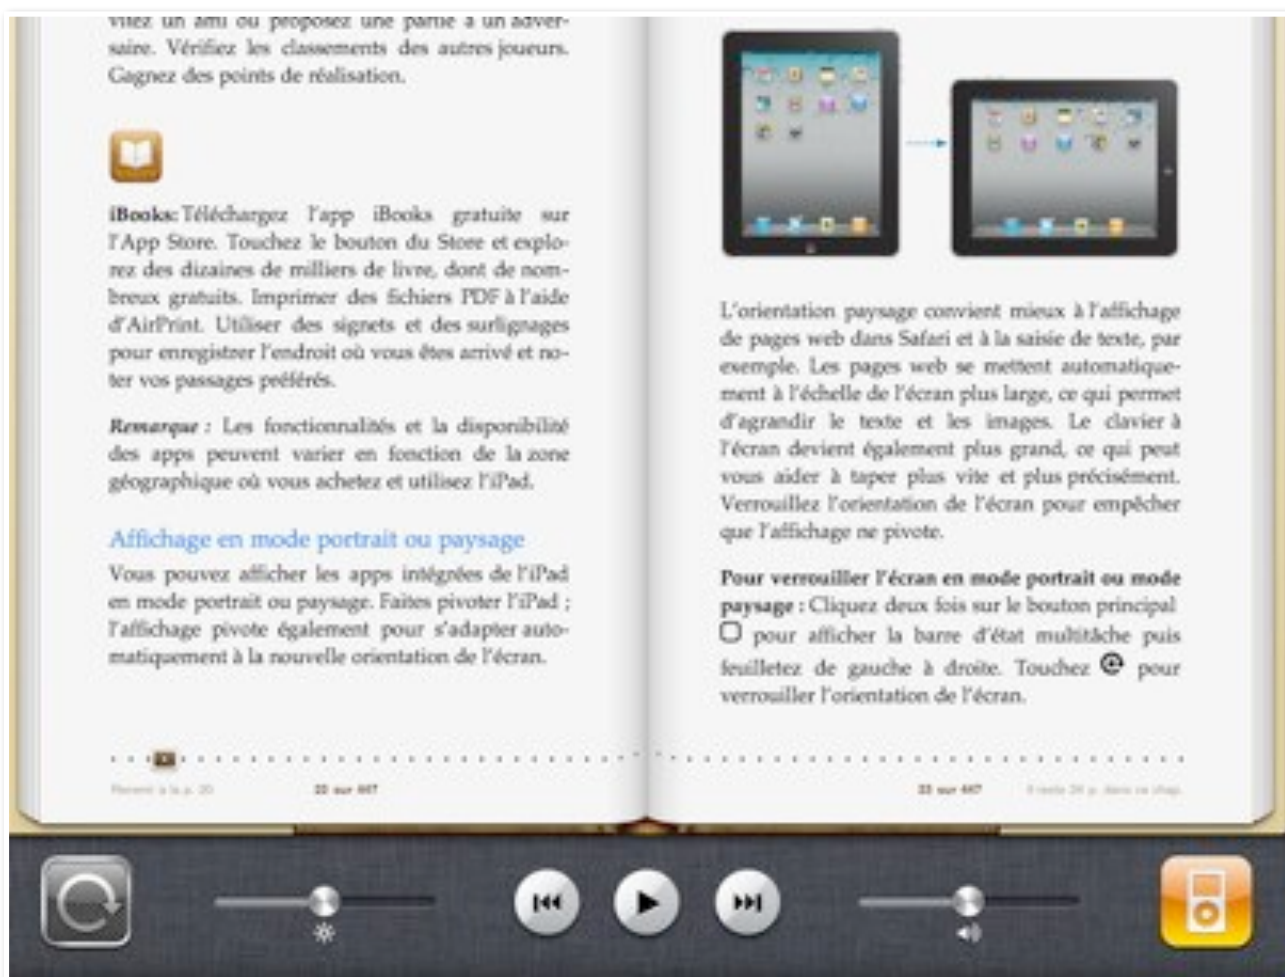 vitez un ami ou proposez une partie à un adver-
saire. Vérifiez les classements des autres joueurs.
Gagnez des points de réalisation.
iBooks: Téléchargez l'app iBooks gratuite sur
l'App Store. Touchez le bouton du Store et explo-
rez des dizaines de milliers de livre, dont de nom-
breux gratuits. Imprimer des fichiers PDF à l'aide
d'AirPrint. Utiliser des signets et des surlignages
pour enregistrer l'endroit où vous êtes arrivé et no-
ter vos passages préférés.
Remarque : Les fonctionnalités et la disponibilité
des apps peuvent varier en fonction de la zone
géographique où vous achetez et utilisez l'iPad.
Affichage en mode portrait ou paysage
Vous pouvez afficher les apps intégrées de l'iPad
en mode portrait ou paysage. Faites pivoter l'iPad ;
l'affichage pivote également pour s'adapter auto-
matiquement à la nouvelle orientation de l'écran.
Revenir à la p. 20
22 sur 447
L'orientation paysage convient mieux à l'affichage
de pages web dans Safari et à la saisie de texte, par
exemple. Les pages web se mettent automatique-
ment à l'échelle de l'écran plus large, ce qui permet
d'agrandir le texte et les images. Le clavier à
l'écran devient également plus grand, ce qui peut
vous aider à taper plus vite et plus précisément.
Verrouillez l'orientation de l'écran pour empêcher
que l'affichage ne pivote.
Pour verrouiller l'écran en mode portrait ou mode
paysage : Cliquez deux fois sur le bouton principal
pour afficher la barre d'état multitâche puis
feuilletez de gauche à droite. Touchez pour
verrouiller l'orientation de l'écran.
23 sur 447